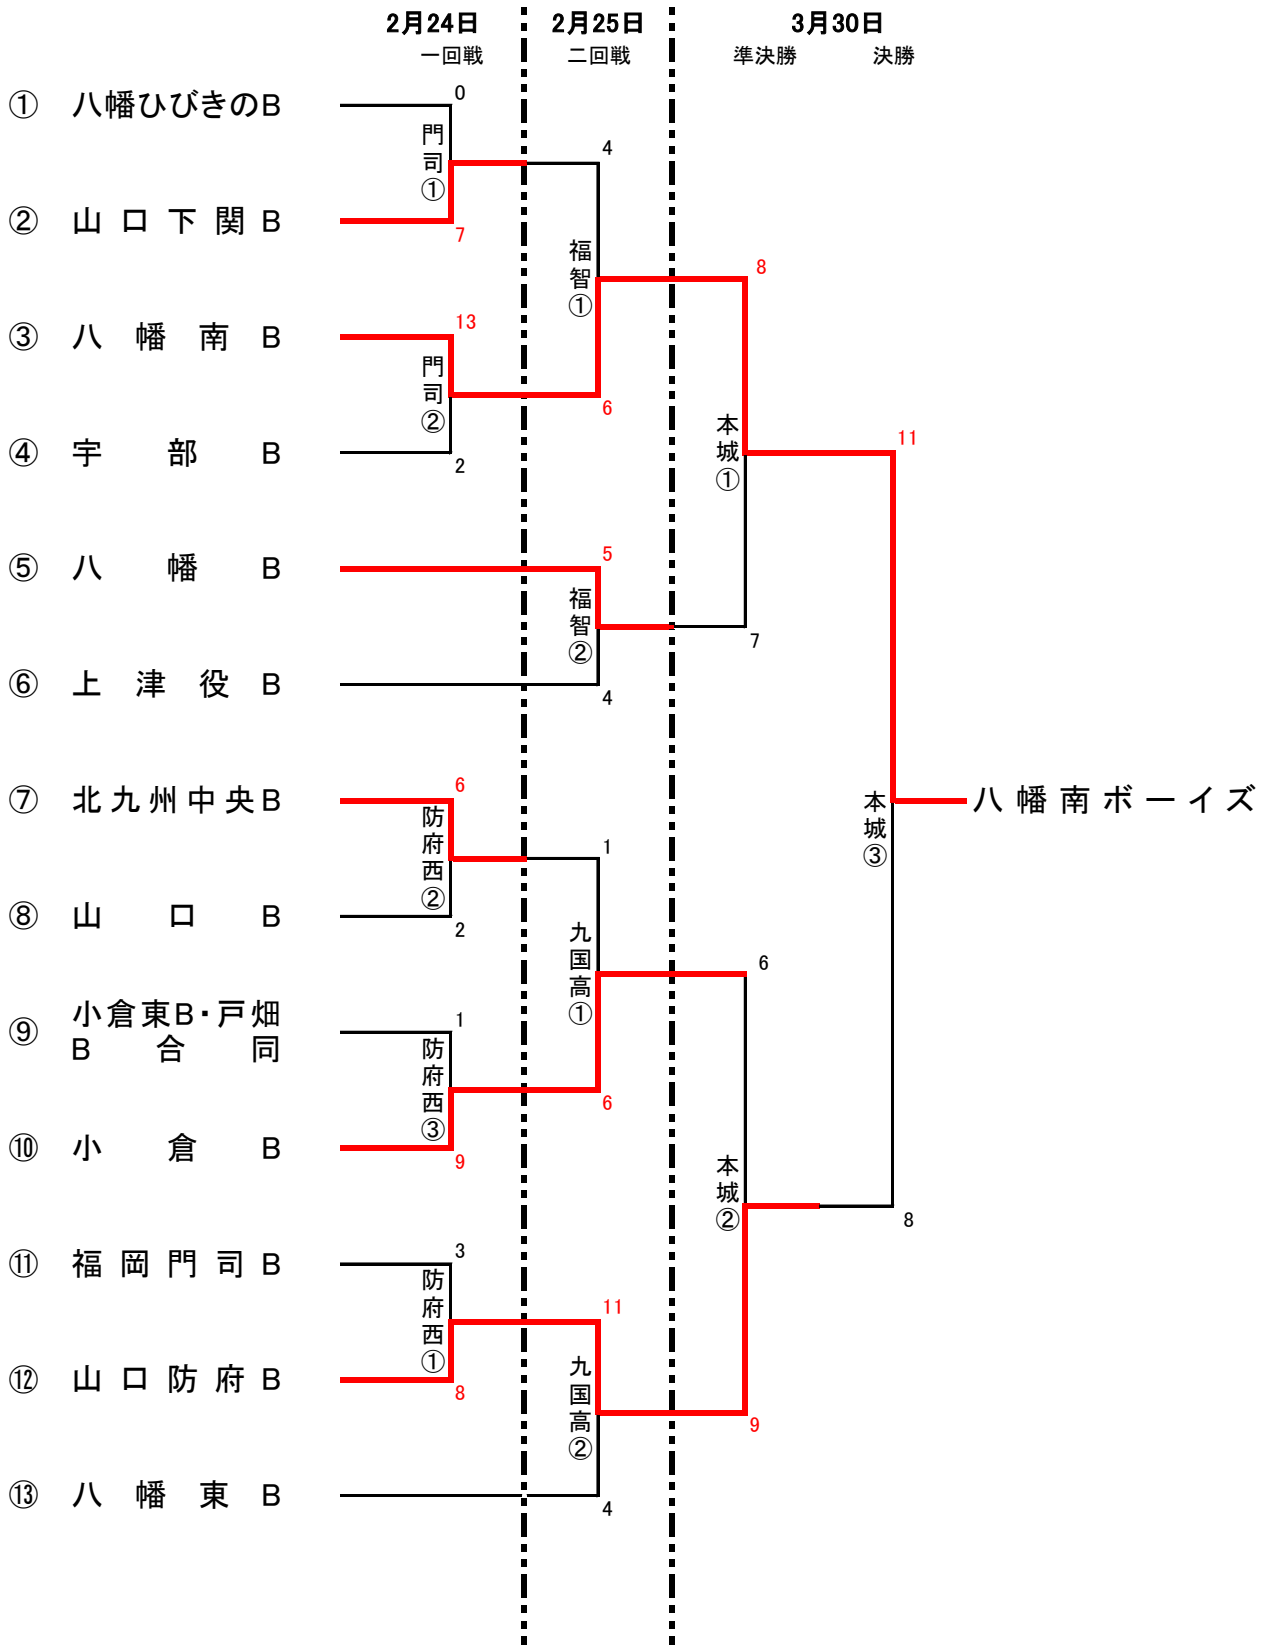 2月24日 2月25日 3月30日
一回戦 二回戦 準決勝 決勝
① 八幡ひびきのB 0
門司① 4
② 山口下関B 7
福智① 8
③ 八幡南B 13
門司② 6
④ 宇部B 2
本城① 11
⑤ 八幡B 5
福智② 7
⑥ 上津役B 4
⑦ 北九州中央B 6
本城③ 八幡南ボーイズ
防府西② 1
⑧ 山口B 2
九国高① 6
⑨ 小倉東B・戸畑
B合同 1
防府西③ 6
⑩ 小倉B 9
本城② 8
⑪ 福岡門司B 3
防府西① 11
⑫ 山口防府B 8
九国高② 9
⑬ 八幡東B 4